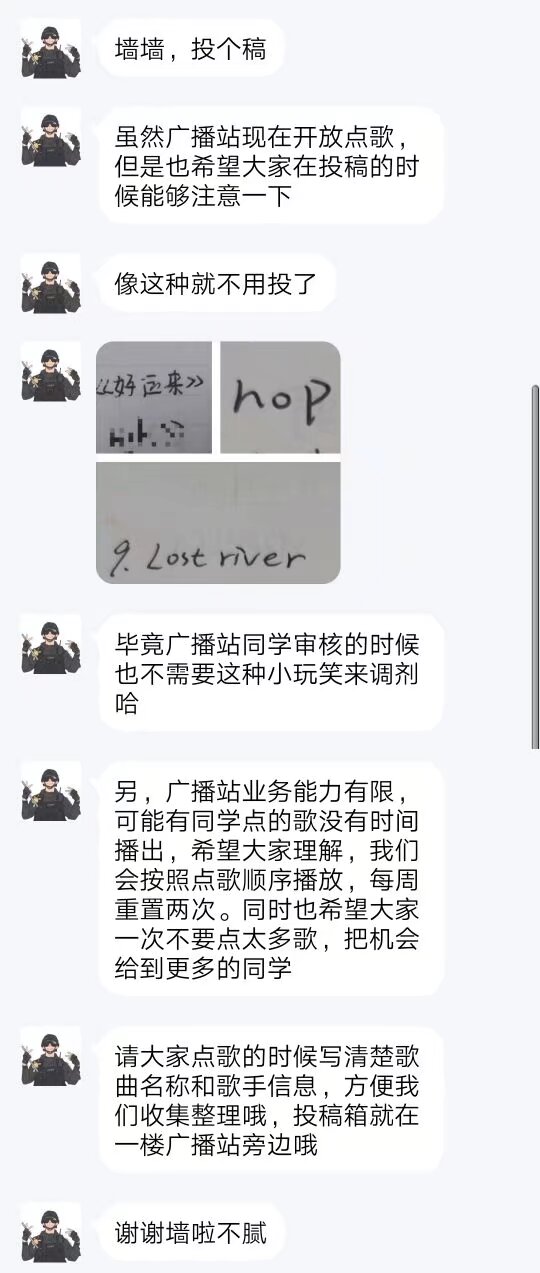 墙墙，投个稿
虽然广播站现在开放点歌，
但是也希望大家在投稿的时
候能够注意一下
像这种就不用投了
《好运来》
hop
9. Lost river
毕竟广播站同学审核的时候
也不需要这种小玩笑来调剂
哈
另，广播站业务能力有限，
可能有同学点的歌没有时间
播出，希望大家理解，我们
会按照点歌顺序播放，每周
重置两次。同时也希望大家
一次不要点太多歌，把机会
给到更多的同学
请大家点歌的时候写清楚歌
曲名称和歌手信息，方便我
们收集整理哦，投稿箱就在
一楼广播站旁边哦
谢谢墙啦不腻